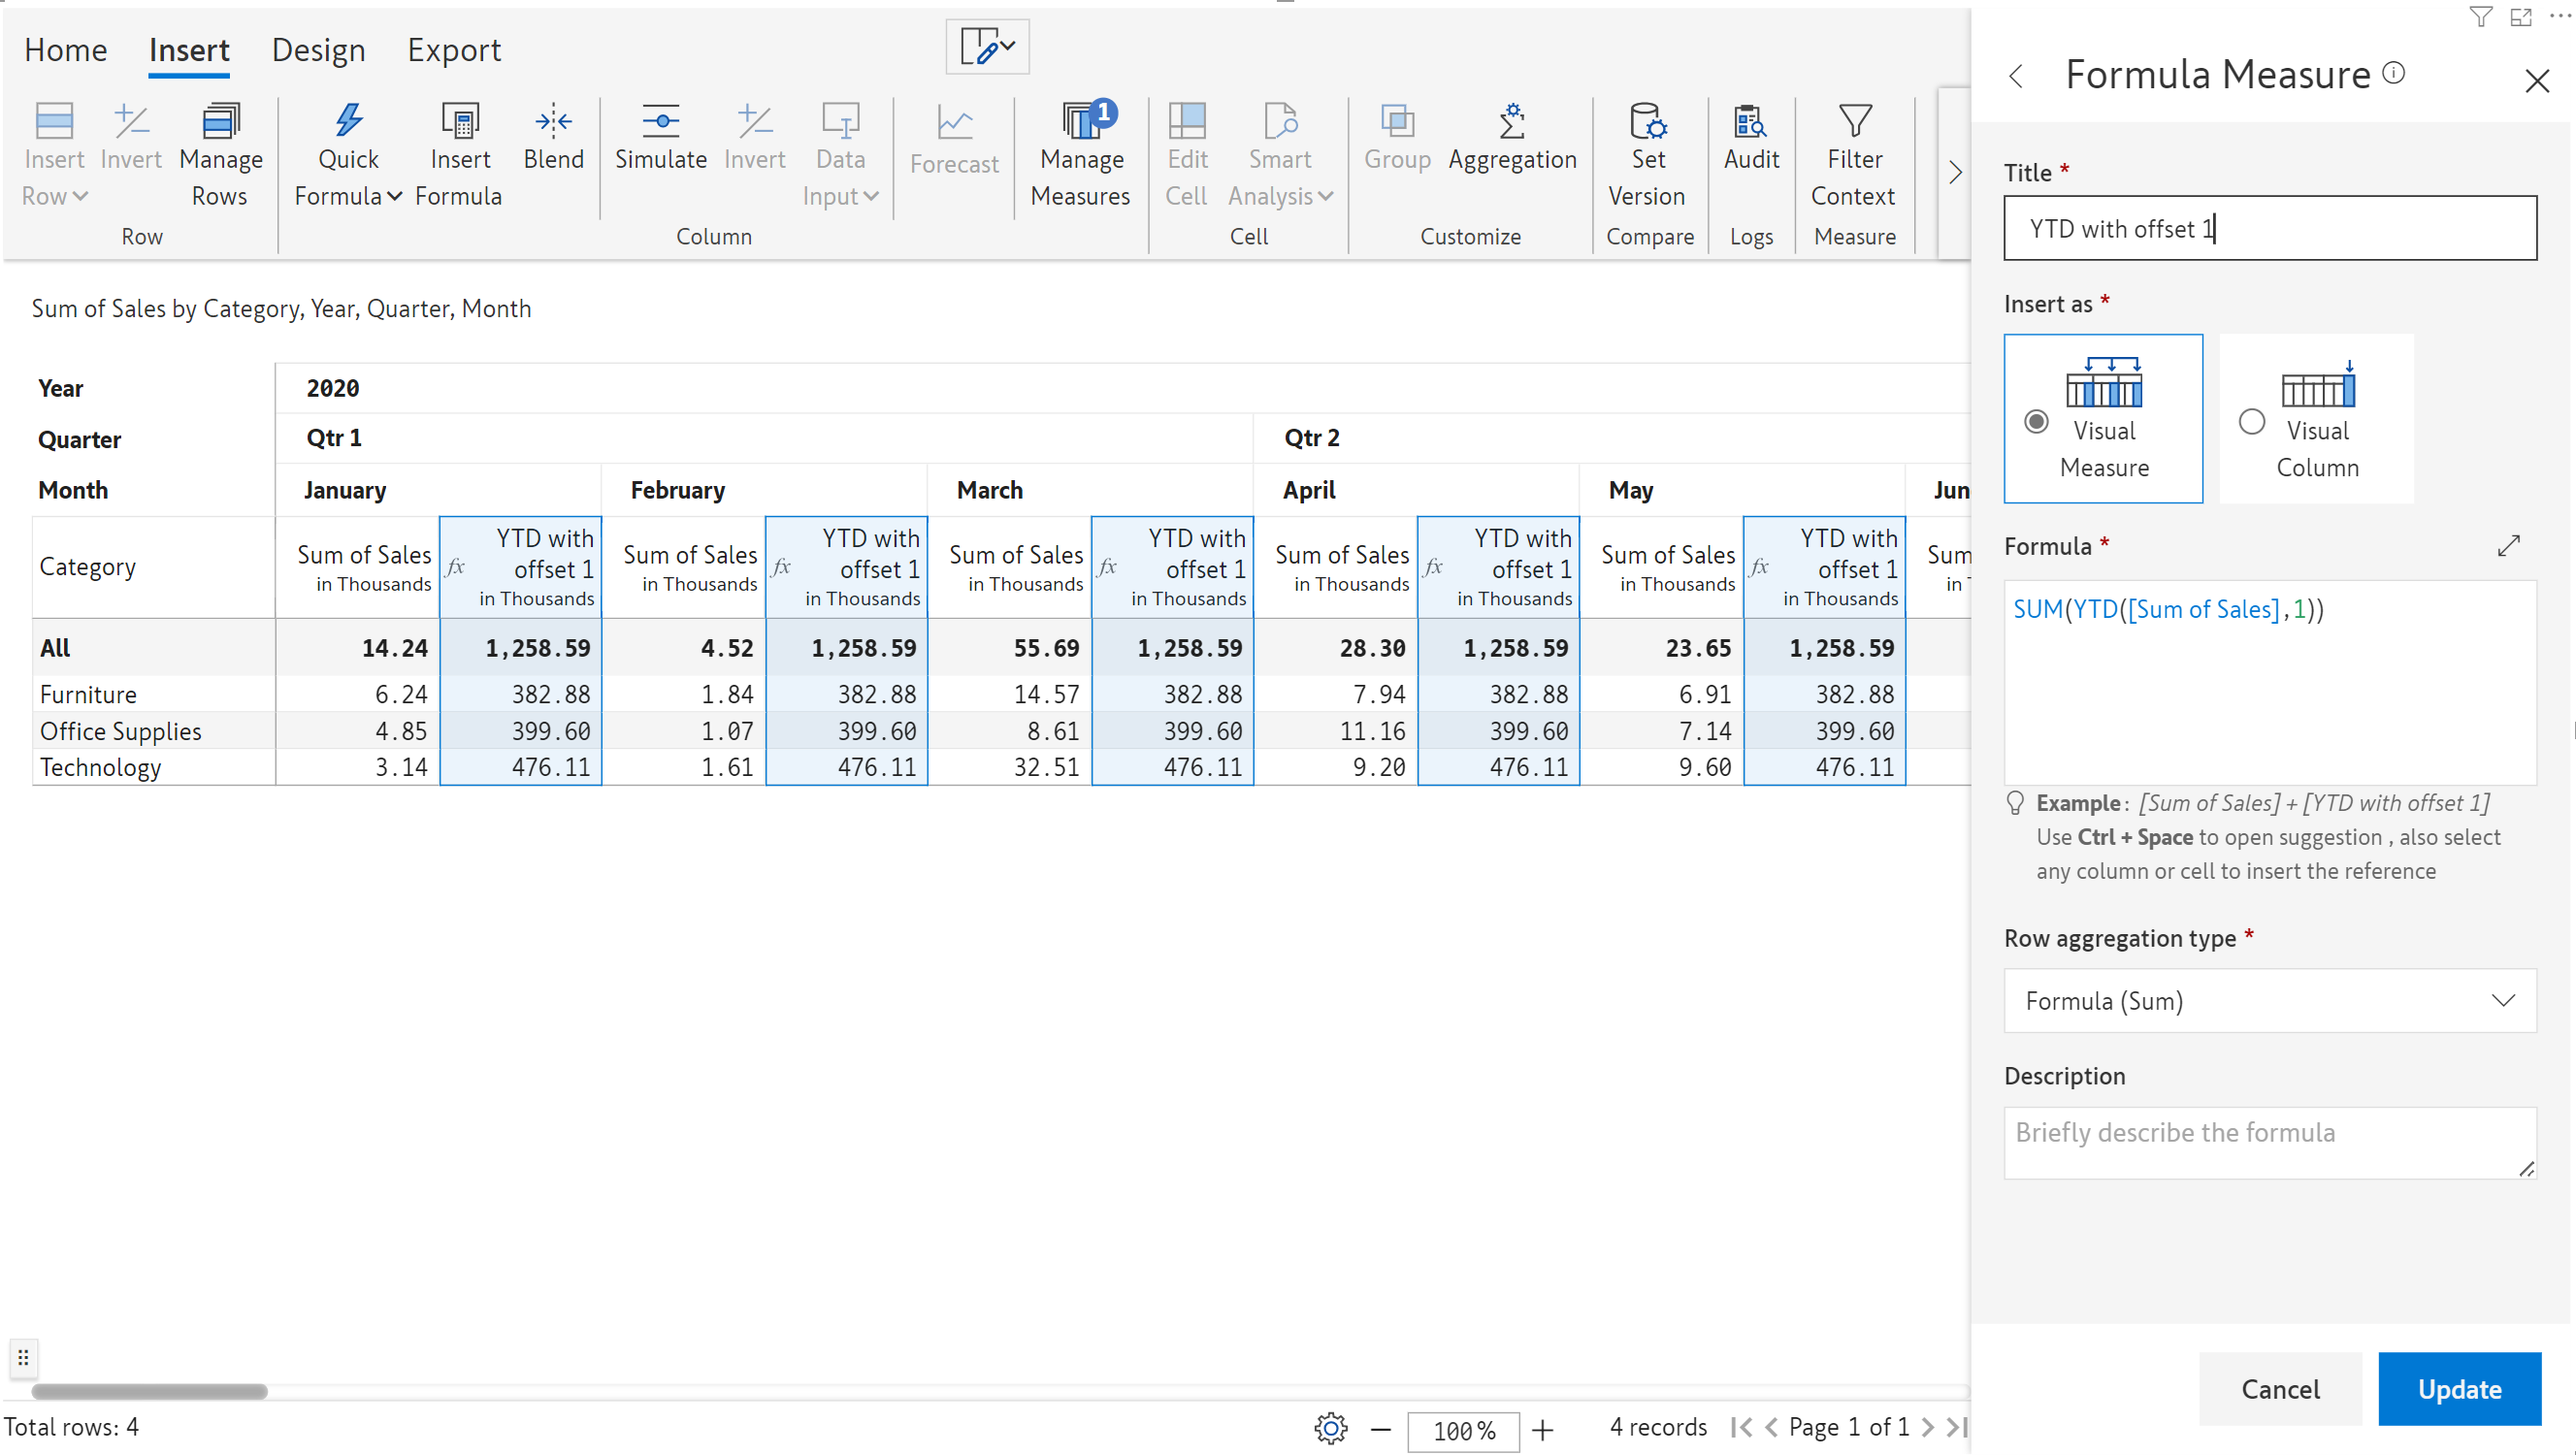 Home Insert Design Export
Insert Row
Invert
Manage Rows
Row
Quick Formula
Insert Formula
Blend
Simulate
Invert
Data Input
Column
Forecast
Manage Measures
1
Edit Cell
Smart Analysis
Cell
Group
Aggregation
Customize
Set Version
Compare
Audit
Logs
Filter Context
Measure
Sum of Sales by Category, Year, Quarter, Month
Year 2020
Quarter Qtr 1 Qtr 2
Month January February March April May Jun
Category Sum of Sales in Thousands fx YTD with offset 1 in Thousands Sum of Sales in Thousands fx YTD with offset 1 in Thousands Sum of Sales in Thousands fx YTD with offset 1 in Thousands Sum of Sales in Thousands fx YTD with offset 1 in Thousands Sum of Sales in Thousands fx YTD with offset 1 in Thousands Sum in
All 14.24 1,258.59 4.52 1,258.59 55.69 1,258.59 28.30 1,258.59 23.65 1,258.59
Furniture 6.24 382.88 1.84 382.88 14.57 382.88 7.94 382.88 6.91 382.88
Office Supplies 4.85 399.60 1.07 399.60 8.61 399.60 11.16 399.60 7.14 399.60
Technology 3.14 476.11 1.61 476.11 32.51 476.11 9.20 476.11 9.60 476.11
Total rows: 4
100 %
4 records
Page 1 of 1
Formula Measure
Title *
YTD with offset 1
Insert as *
Visual Measure
Visual Column
Formula *
SUM(YTD([Sum of Sales],1))
Example : [Sum of Sales] + [YTD with offset 1]
Use Ctrl + Space to open suggestion , also select
any column or cell to insert the reference
Row aggregation type *
Formula (Sum)
Description
Briefly describe the formula
Cancel
Update